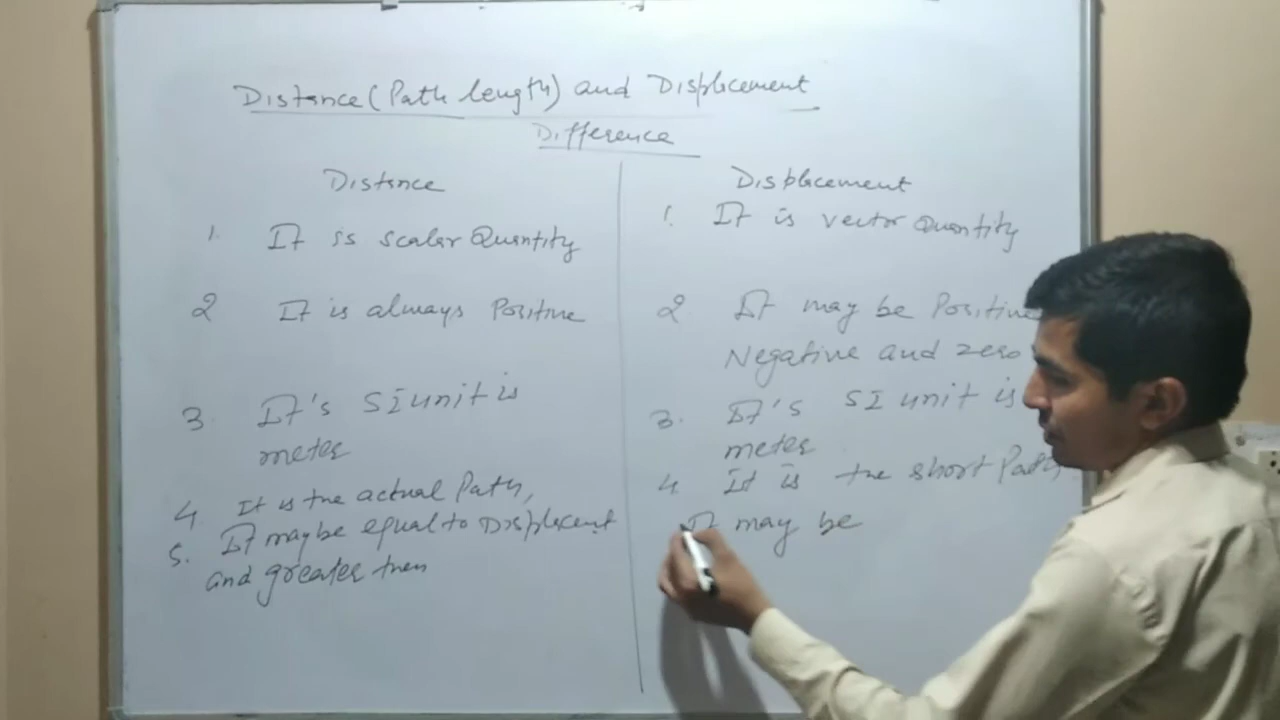 Distance (Path length) and Displacement
Difference
Distance
1. It is scalar Quantity
2 It is always Positive
3. It's SI unit is
meter
4 It is the actual Path,
5. It maybe equal to Displacent
and greater then
Displacement
1. It is vector Quantity
2 It may be Positive
Negative and zero
3. It's SI unit is
meter
4 It is the short Path,
It may be